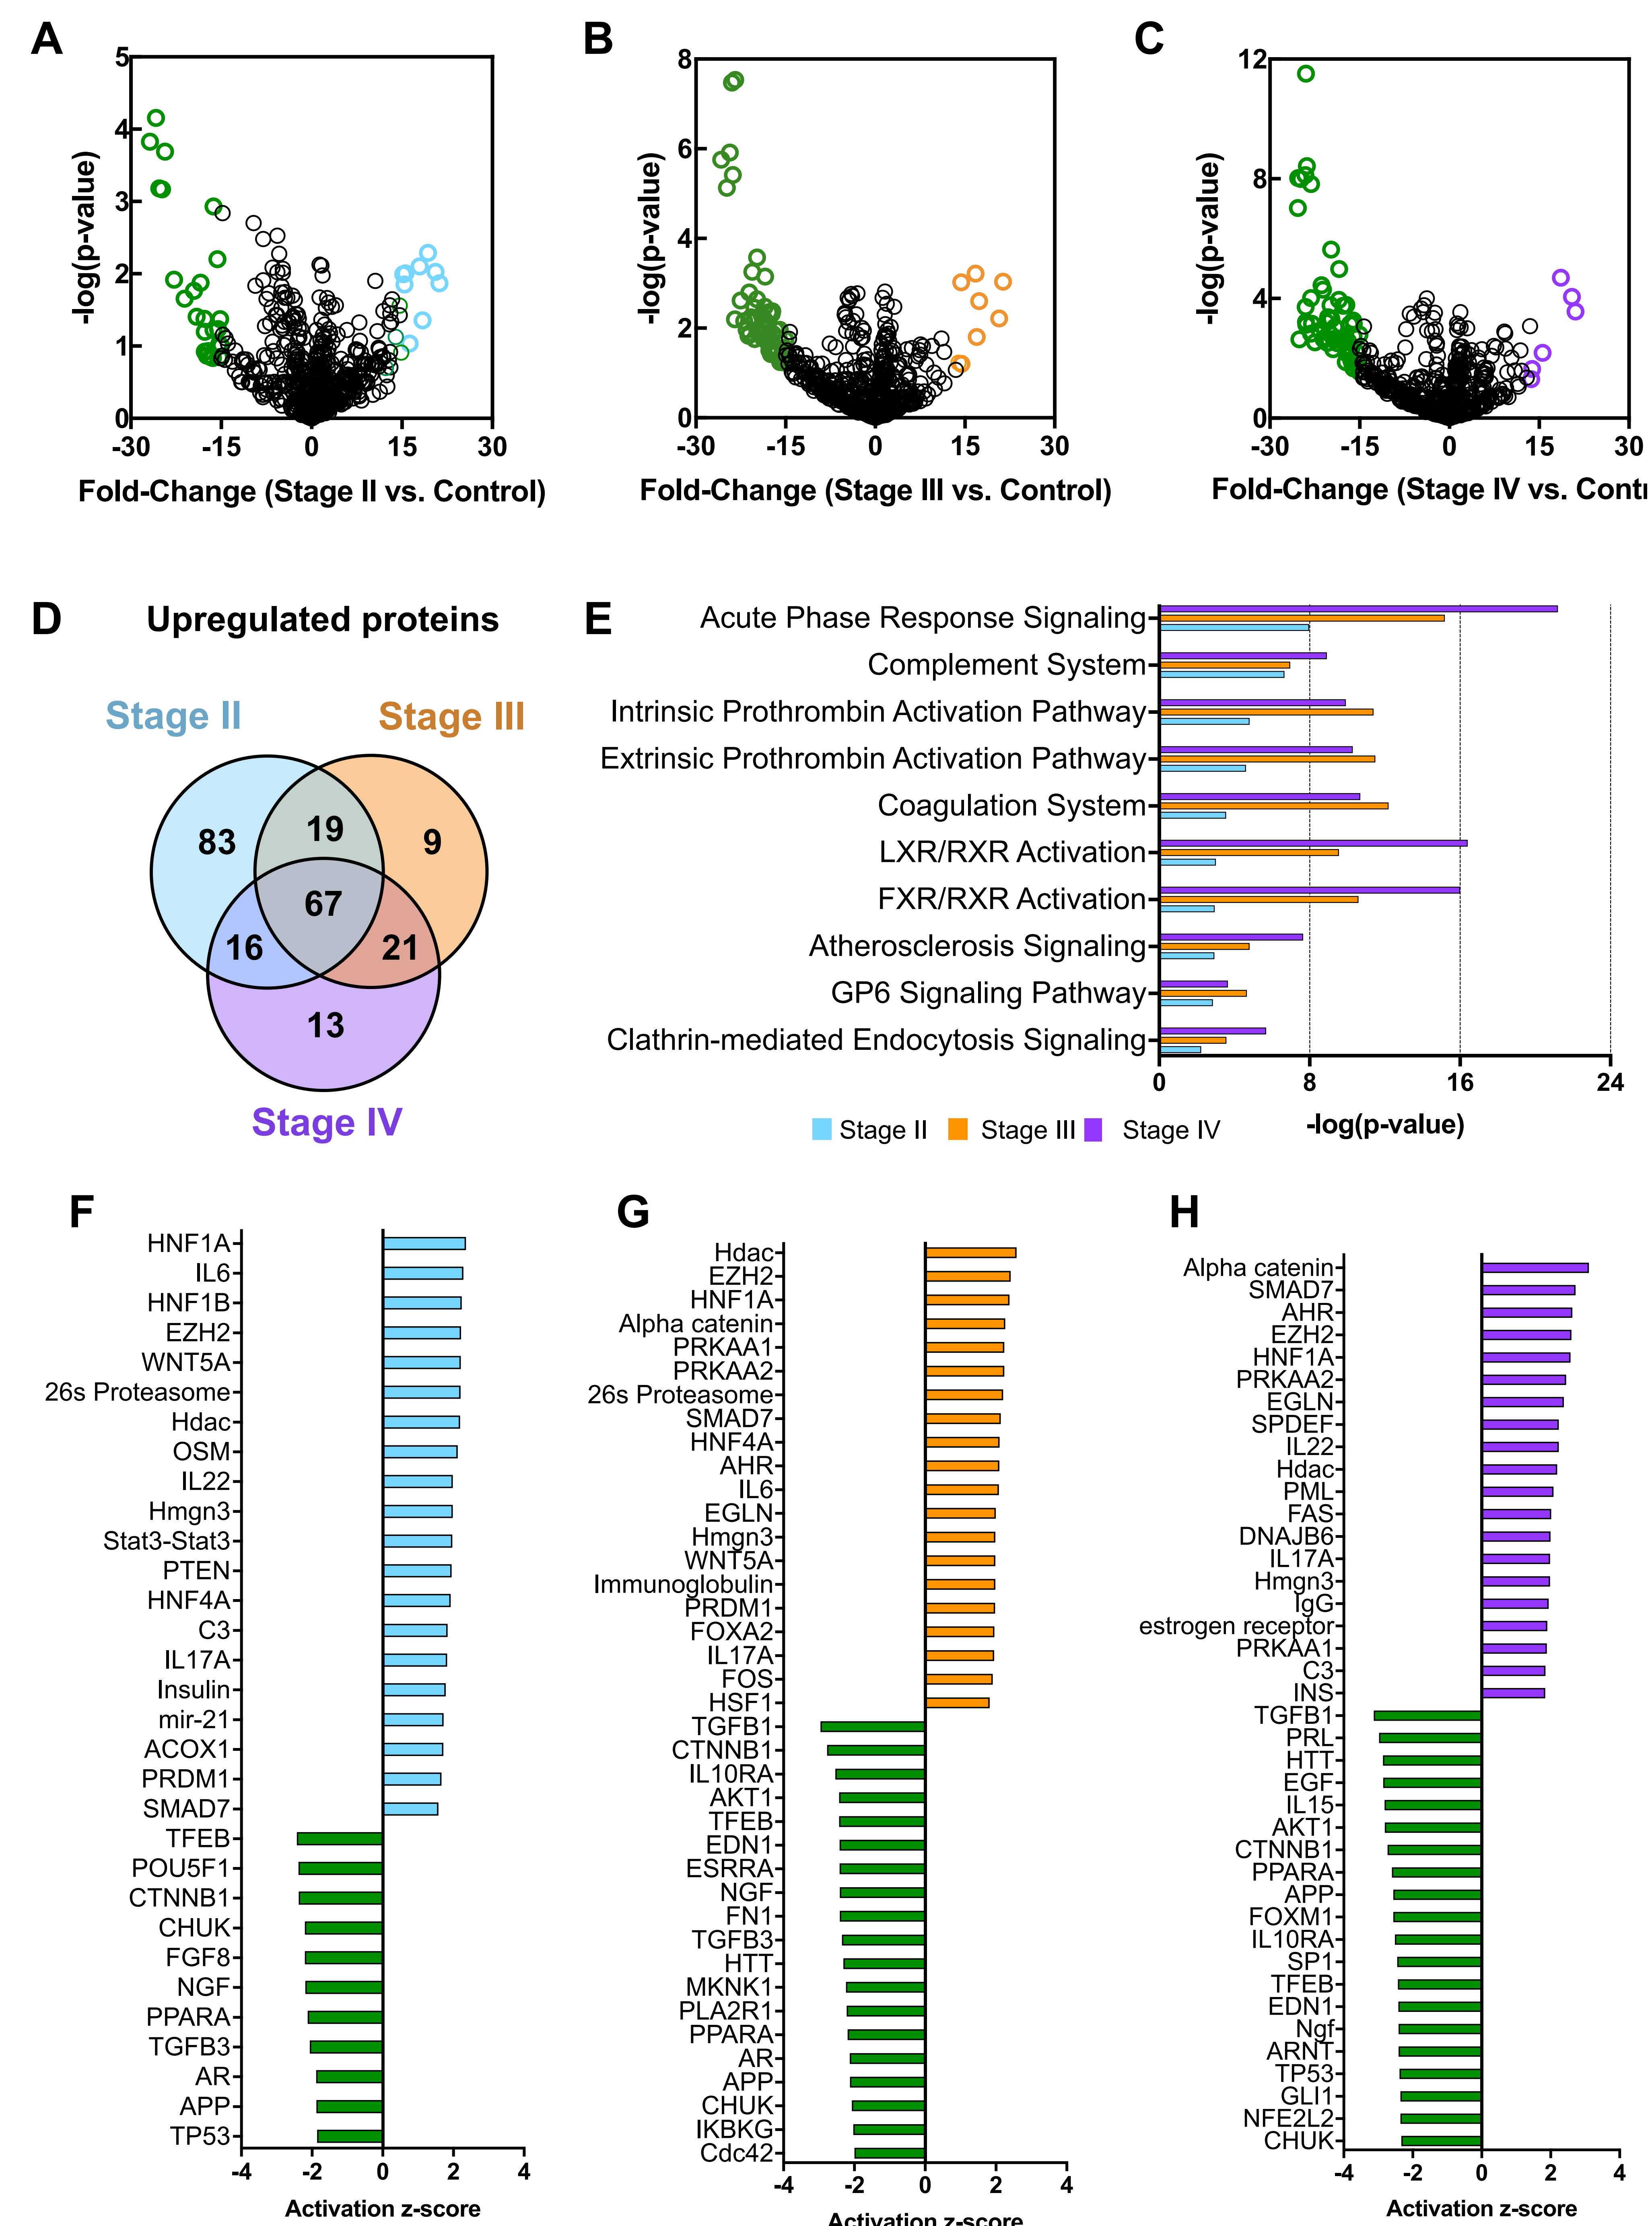 A
B
C
5
4
3
2
1
0
-log(p-value)
-30
-15
0
15
30
Fold-Change (Stage II vs. Control)
8
6
4
2
0
-log(p-value)
-30
-15
0
15
30
Fold-Change (Stage III vs. Control)
12
8
4
0
-log(p-value)
-30
-15
0
15
30
Fold-Change (Stage IV vs. Cont
D
Upregulated proteins
Stage II
Stage III
83
19
9
67
16
21
13
Stage IV
E
Acute Phase Response Signaling
Complement System
Intrinsic Prothrombin Activation Pathway
Extrinsic Prothrombin Activation Pathway
Coagulation System
LXR/RXR Activation
FXR/RXR Activation
Atherosclerosis Signaling
GP6 Signaling Pathway
Clathrin-mediated Endocytosis Signaling
0
8
16
24
Stage II
Stage III
Stage IV
-log(p-value)
F
HNF1A
IL6
HNF1B
EZH2
WNT5A
26s Proteasome
Hdac
OSM
IL22
Hmgn3
Stat3-Stat3
PTEN
HNF4A
C3
IL17A
Insulin
mir-21
ACOX1
PRDM1
SMAD7
TFEB
POU5F1
CTNNB1
CHUK
FGF8
NGF
PPARA
TGFB3
AR
APP
TP53
-4
-2
0
2
4
Activation z-score
G
Hdac
EZH2
HNF1A
Alpha catenin
PRKAA1
PRKAA2
26s Proteasome
SMAD7
HNF4A
AHR
IL6
EGLN
Hmgn3
WNT5A
Immunoglobulin
PRDM1
FOXA2
IL17A
FOS
HSF1
TGFB1
CTNNB1
IL10RA
AKT1
TFEB
EDN1
ESRRA
NGF
FN1
TGFB3
HTT
MKNK1
PLA2R1
PPARA
AR
APP
CHUK
IKBKG
Cdc42
-4
-2
0
2
4
Activation z-score
H
Alpha catenin
SMAD7
AHR
EZH2
HNF1A
PRKAA2
EGLN
SPDEF
IL22
Hdac
PML
FAS
DNAJB6
IL17A
Hmgn3
IgG
estrogen receptor
PRKAA1
C3
INS
TGFB1
PRL
HTT
EGF
IL15
AKT1
CTNNB1
PPARA
APP
FOXM1
IL10RA
SP1
TFEB
EDN1
Ngf
ARNT
TP53
GLI1
NFE2L2
CHUK
-4
-2
0
2
4
Activation z-score